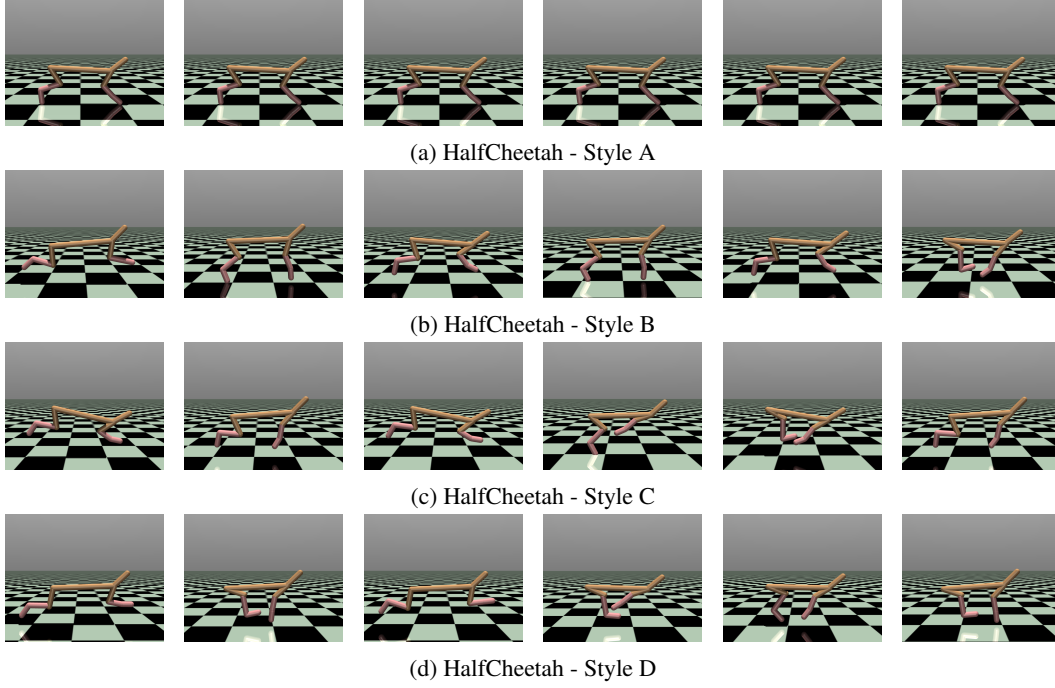 (a) HalfCheetah - Style A
(b) HalfCheetah - Style B
(c) HalfCheetah - Style C
(d) HalfCheetah - Style D